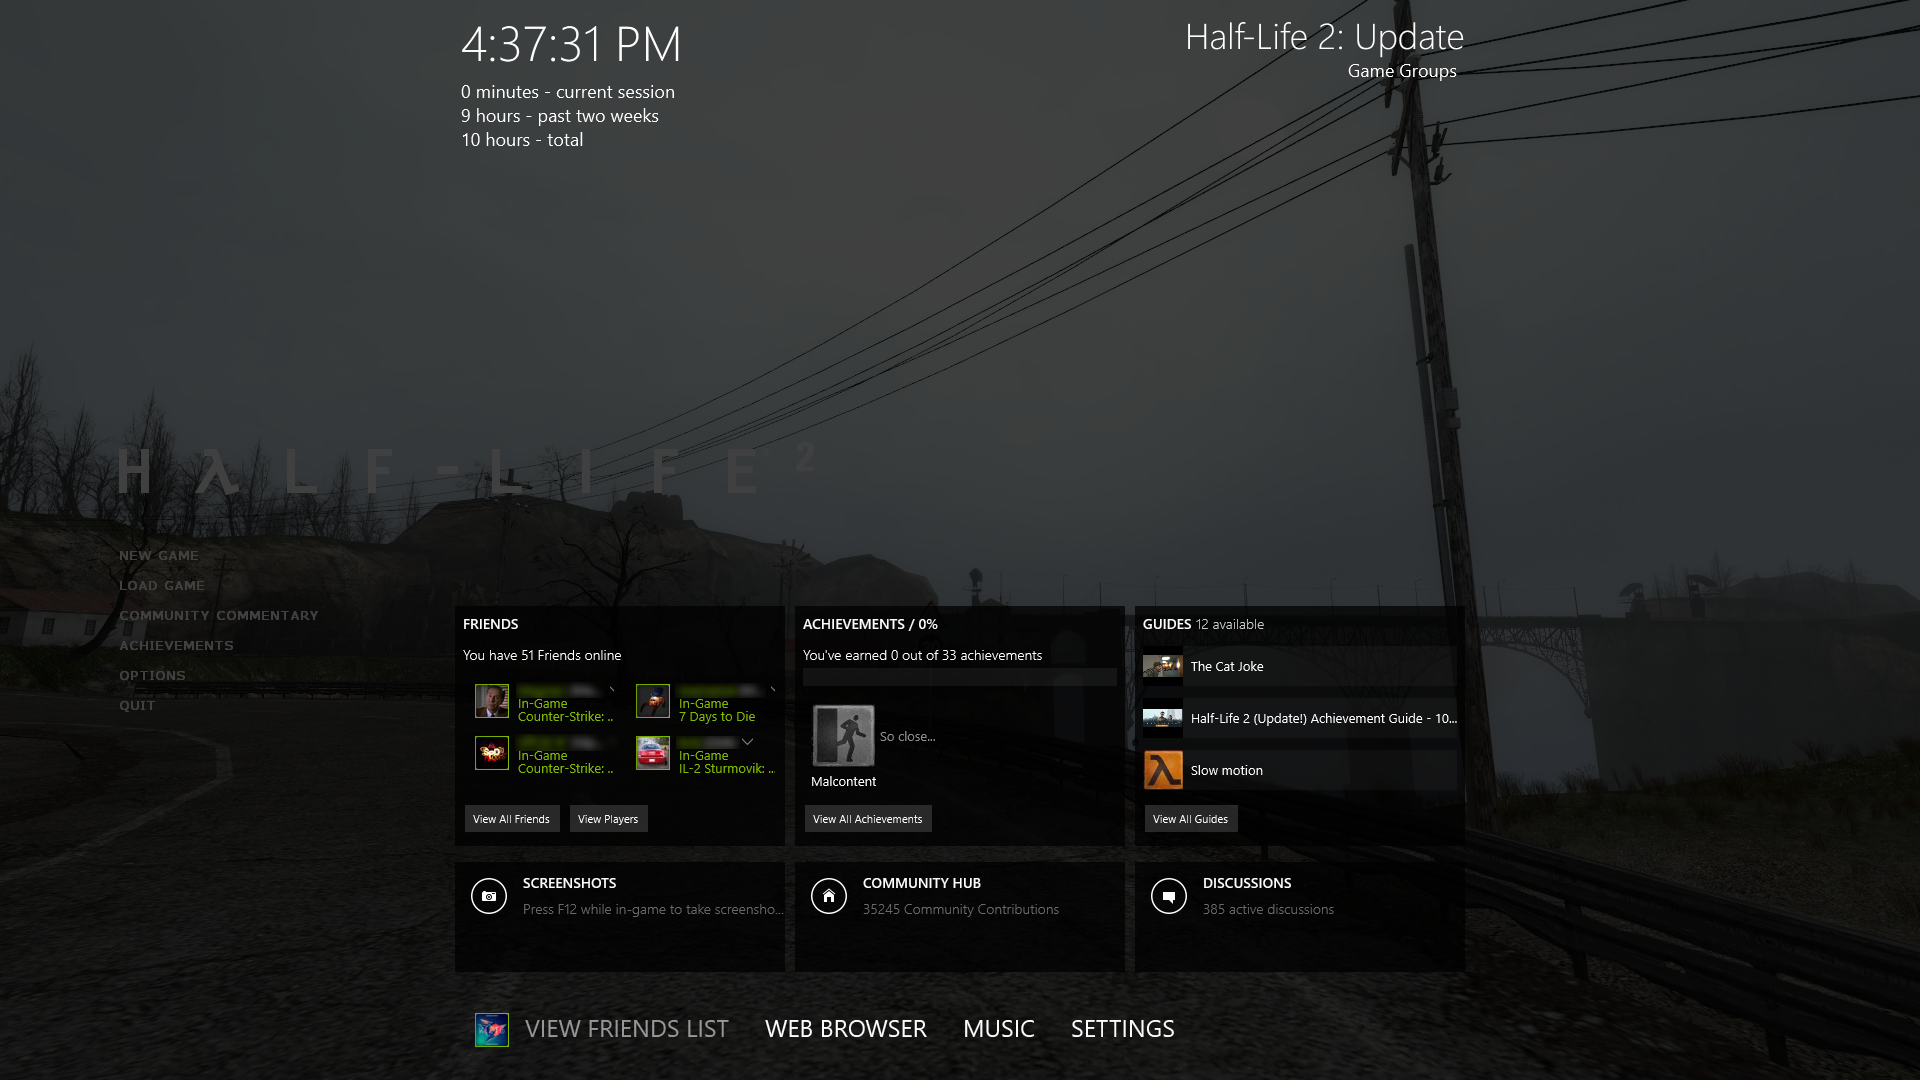 4:37:31 PM
0 minutes - current session
9 hours - past two weeks
10 hours - total
Half-Life 2: Update
Game Groups
HλLF-LIFE 2
NEW GAME
LOAD GAME
COMMUNITY COMMENTARY
ACHIEVEMENTS
OPTIONS
QUIT
FRIENDS
You have 51 Friends online
In-Game
Counter-Strike: ..
In-Game
7 Days to Die
In-Game
Counter-Strike: ..
In-Game
IL-2 Sturmovik: ...
View All Friends
View Players
ACHIEVEMENTS / 0%
You've earned 0 out of 33 achievements
So close...
Malcontent
View All Achievements
GUIDES 12 available
The Cat Joke
Half-Life 2 (Update!) Achievement Guide - 10...
Slow motion
View All Guides
SCREENSHOTS
Press F12 while in-game to take screensho...
COMMUNITY HUB
35245 Community Contributions
DISCUSSIONS
385 active discussions
VIEW FRIENDS LIST
WEB BROWSER
MUSIC
SETTINGS